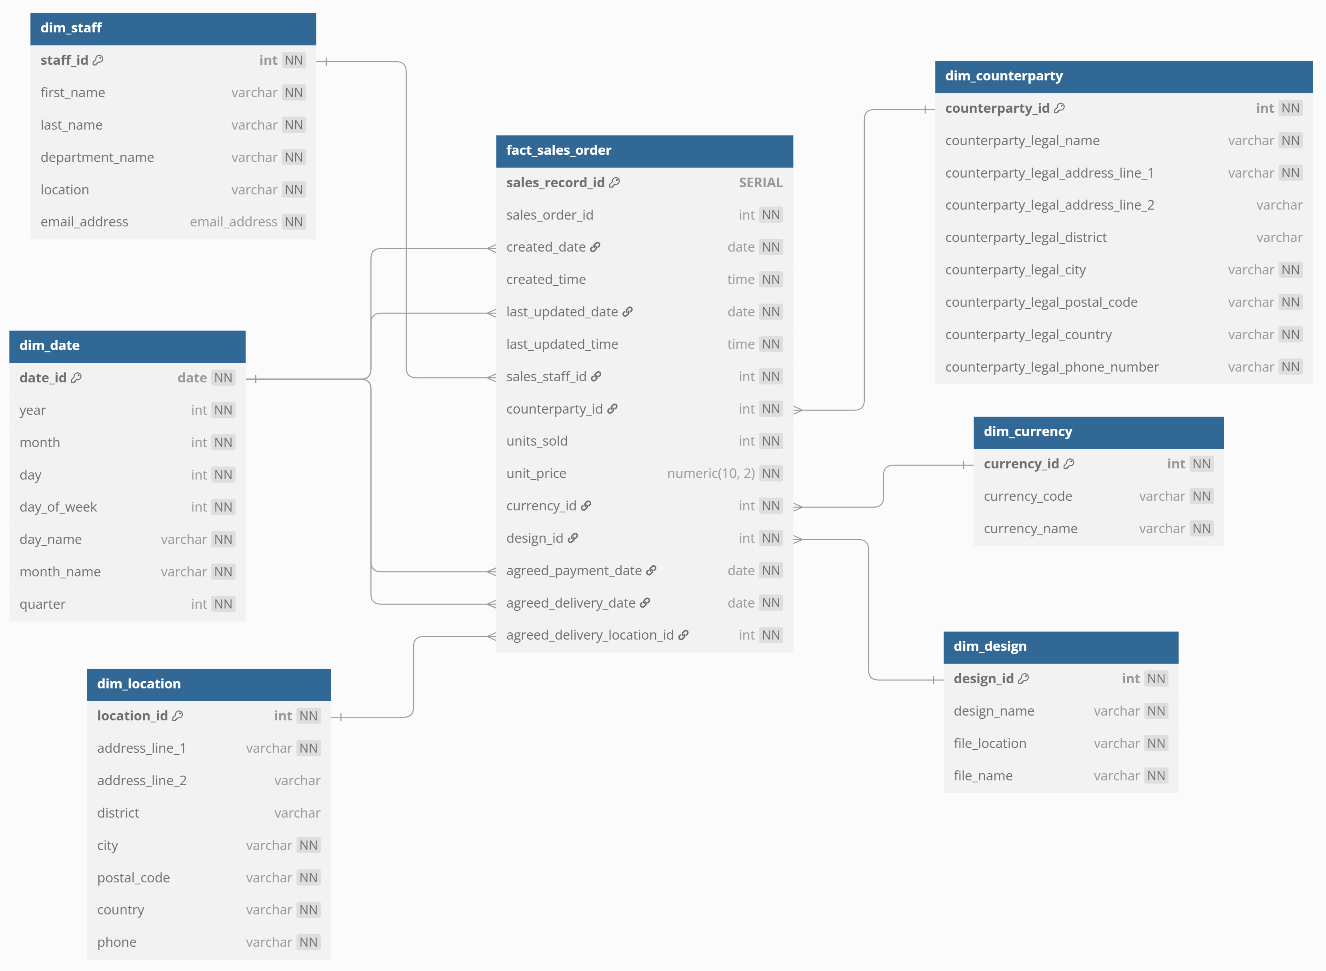 dim_staff
staff_id int NN
first_name varchar NN
last_name varchar NN
department_name varchar NN
location varchar NN
email_address email_address NN
dim_date
date_id date NN
year int NN
month int NN
day int NN
day_of_week int NN
day_name varchar NN
month_name varchar NN
quarter int NN
dim_location
location_id int NN
address_line_1 varchar NN
address_line_2 varchar
district varchar
city varchar NN
postal_code varchar NN
country varchar NN
phone varchar NN
fact_sales_order
sales_record_id SERIAL
sales_order_id int NN
created_date date NN
created_time time NN
last_updated_date date NN
last_updated_time time NN
sales_staff_id int NN
counterparty_id int NN
units_sold int NN
unit_price numeric(10, 2) NN
currency_id int NN
design_id int NN
agreed_payment_date date NN
agreed_delivery_date date NN
agreed_delivery_location_id int NN
dim_counterparty
counterparty_id int NN
counterparty_legal_name varchar NN
counterparty_legal_address_line_1 varchar NN
counterparty_legal_address_line_2 varchar
counterparty_legal_district varchar
counterparty_legal_city varchar NN
counterparty_legal_postal_code varchar NN
counterparty_legal_country varchar NN
counterparty_legal_phone_number varchar NN
dim_currency
currency_id int NN
currency_code varchar NN
currency_name varchar NN
dim_design
design_id int NN
design_name varchar NN
file_location varchar NN
file_name varchar NN